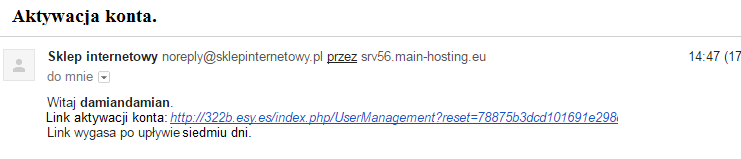 Aktywacja konta.
Sklep internetowy noreply@sklepinternetowy.pl przez srv56.main-hosting.eu 14:47 (17
do mnie
Witaj damiandamian.
Link aktywacji konta: http://322b.esy.es/index.php/UserManagement?reset=78875b3dcd101691e298
Link wygasa po upływie siedmiu dni.